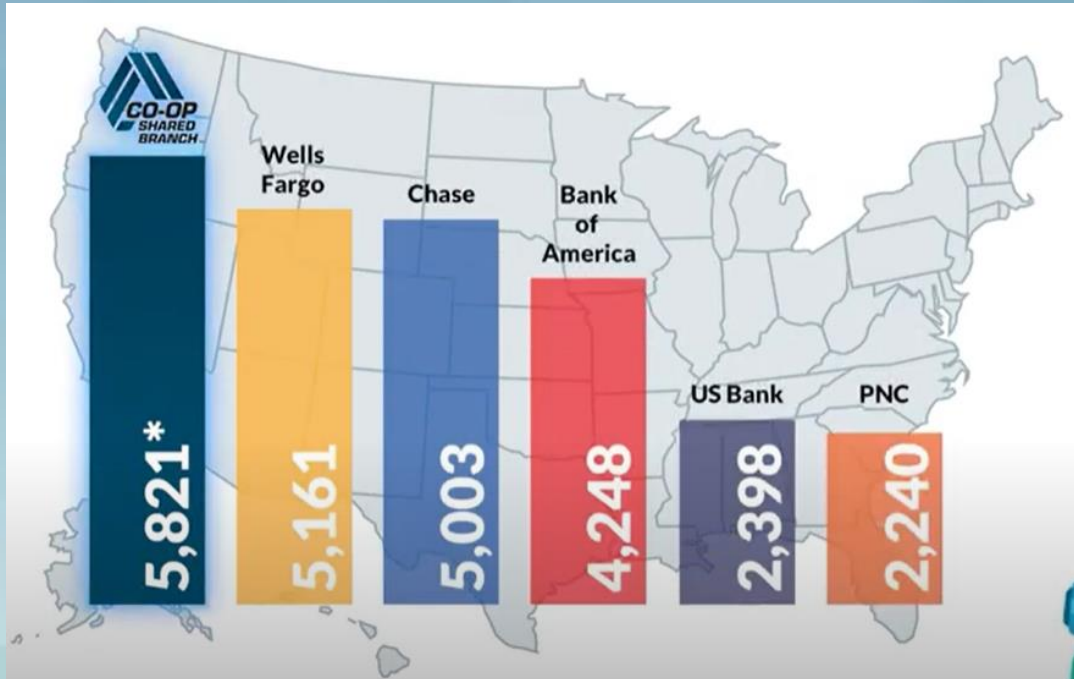 CO-OP
SHARED
BRANCH
Wells
Fargo
Chase
Bank
of
America
US Bank
PNC
5,821*
5,161
5,003
4,248
2,398
2,240